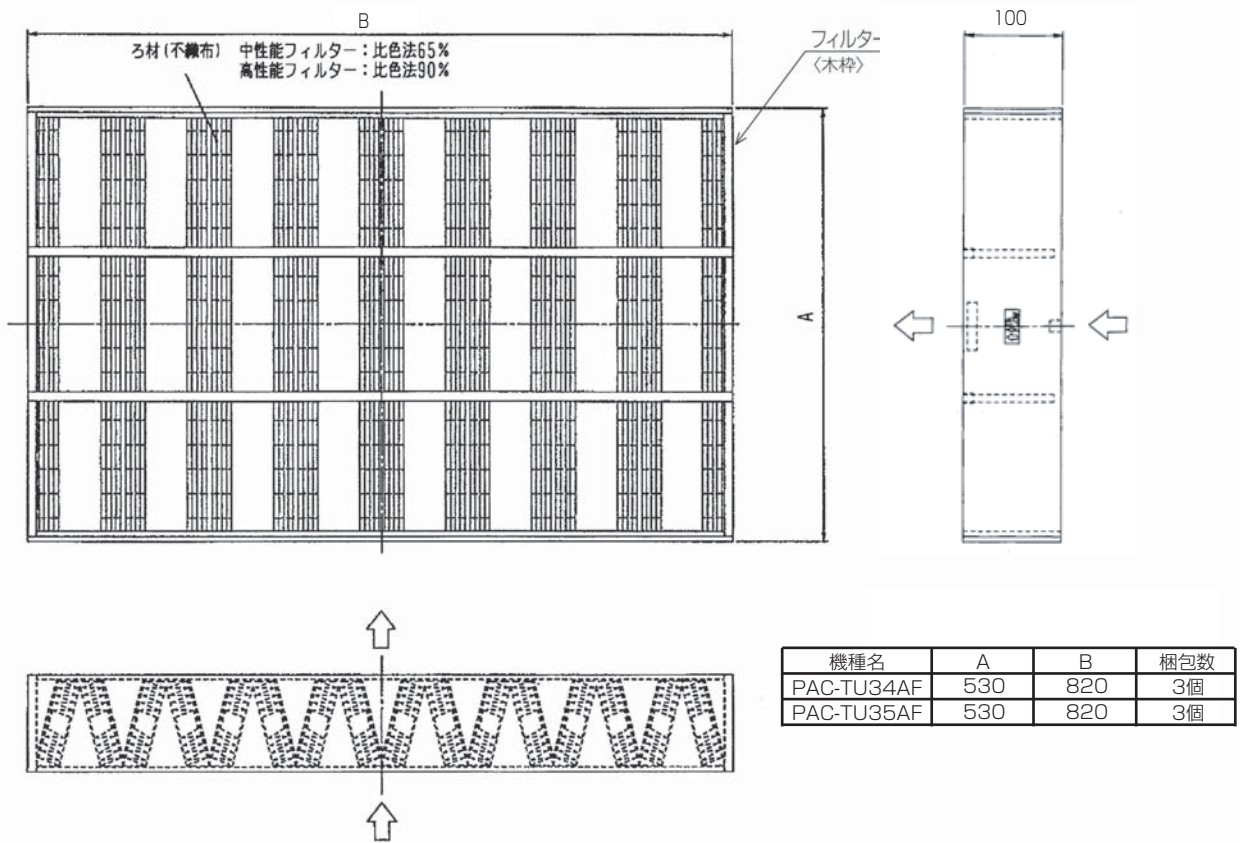 B
100
ろ材(不織布) 中性能フィルター:比色法65%
高性能フィルター:比色法90%
フィルター
〈木枠〉
A
機種名 A B 梱包数
PAC-TU34AF 530 820 3個
PAC-TU35AF 530 820 3個